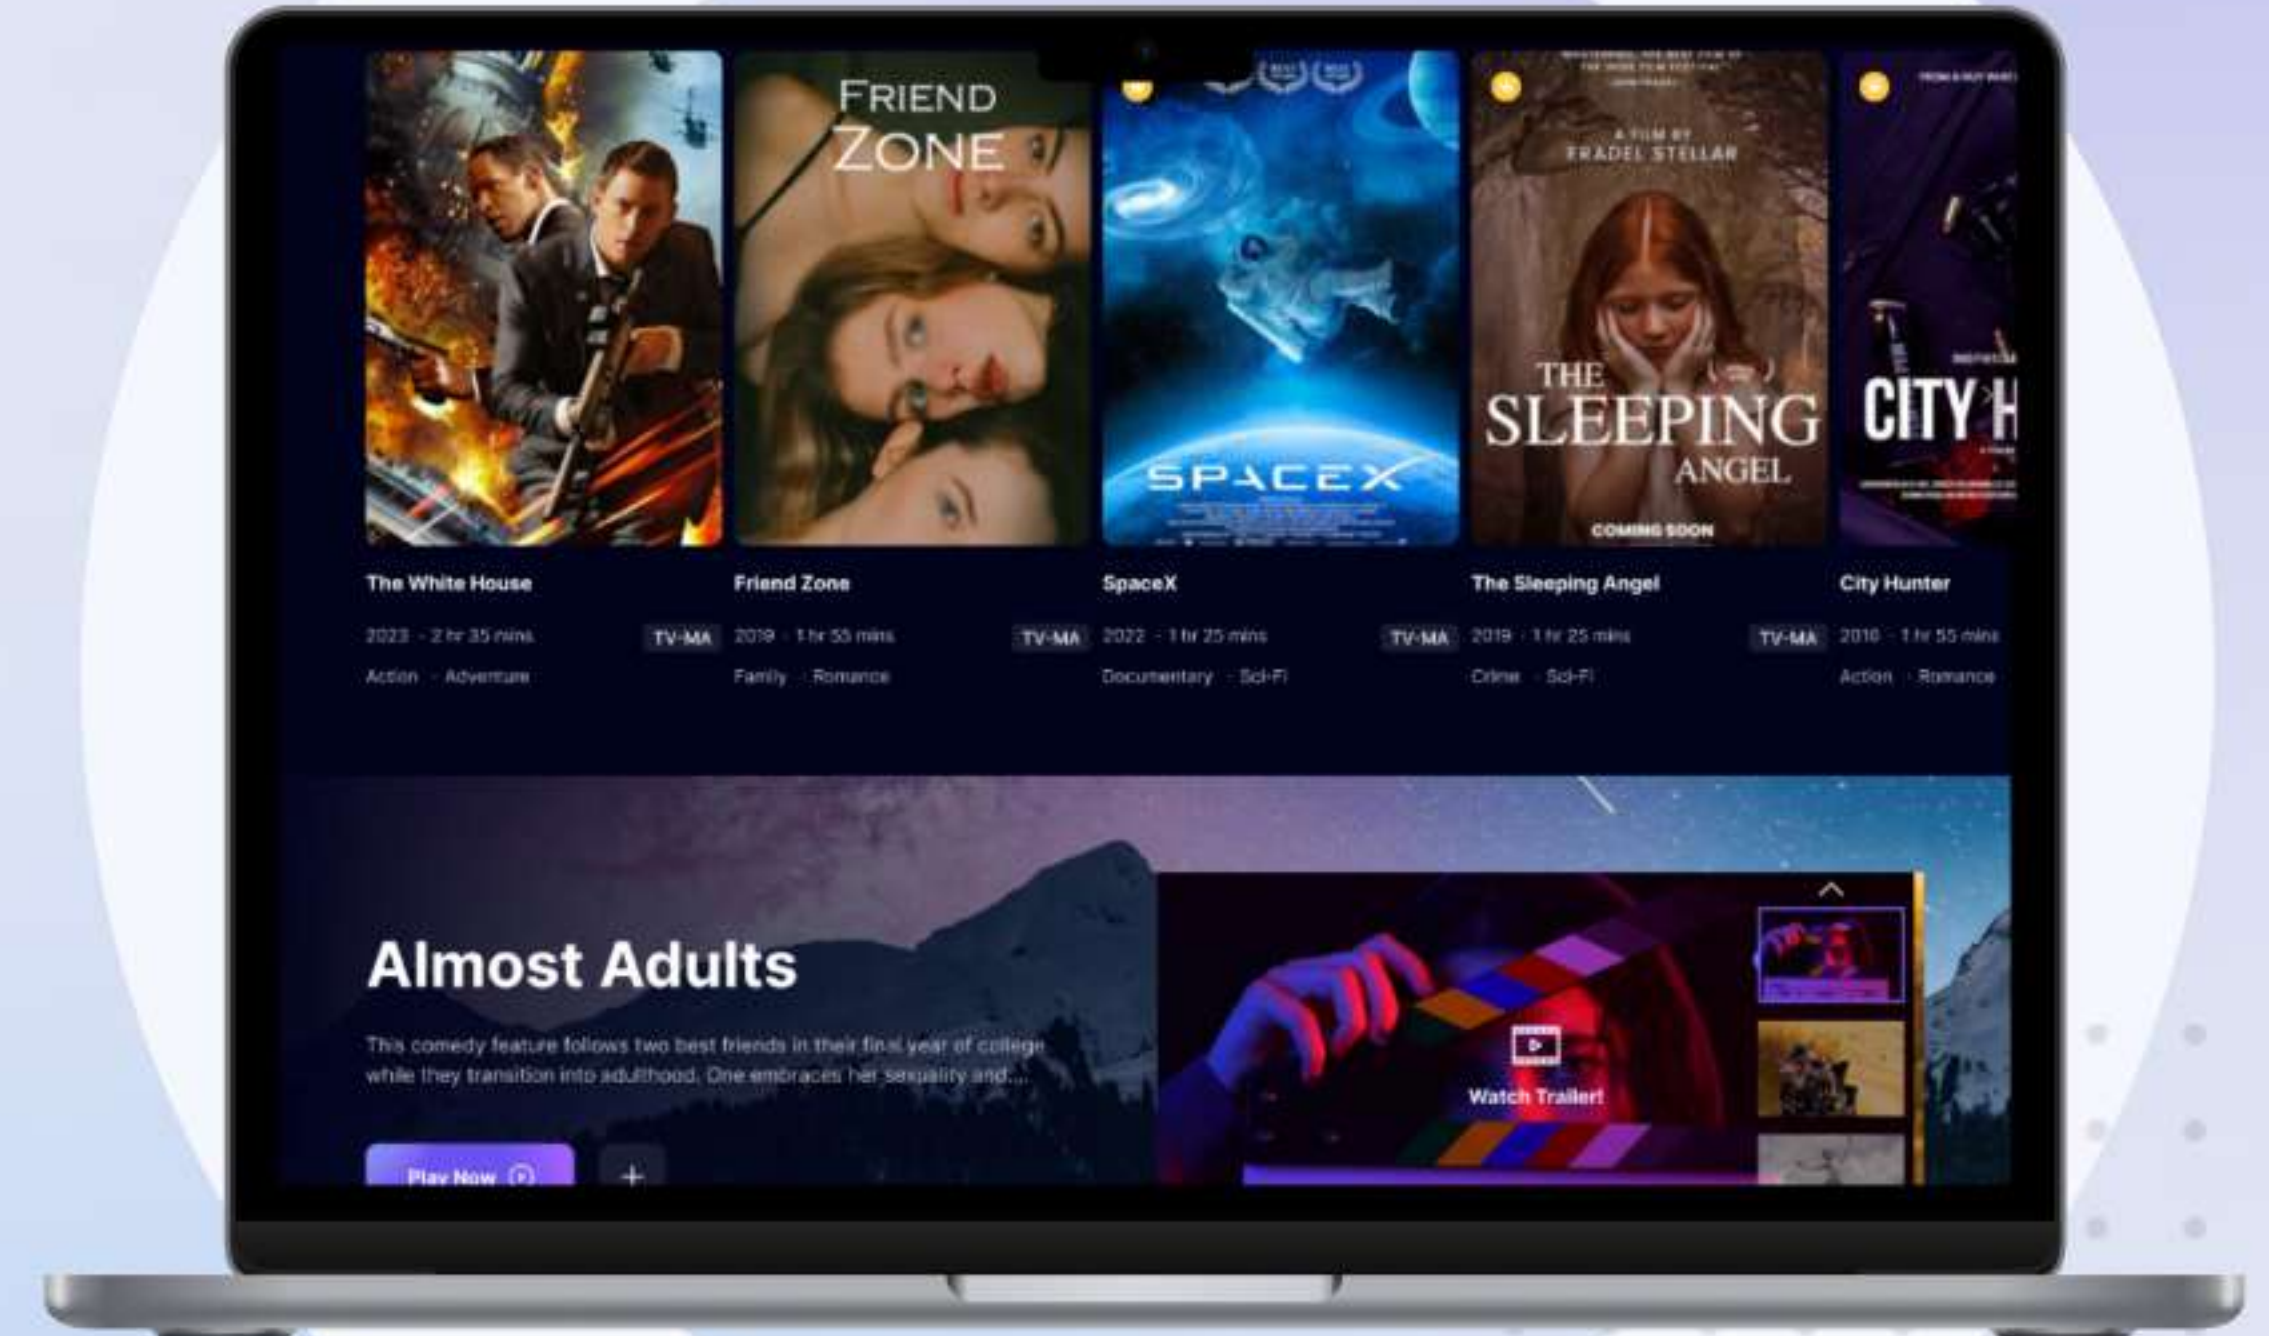 FRIEND
ZONE
BEST
BEST
SPACEX
A FILM BY
ERADEL STELLAR
THE
SLEEPING
ANGEL
COMING SOON
CITY H
The White House
Friend Zone
SpaceX
The Sleeping Angel
City Hunter
2023 - 2 hr 35 mins
TV-MA
2019 - 1 hr 55 mins
TV-MA
2022 - 1 hr 25 mins
TV-MA
2019 - 1 hr 25 mins
TV-MA
1 hr 55 mins
Action · Adventure
Family · Romance
Documentary · Sci-Fi
Crime · Sci-Fi
Action · Romance
Almost Adults
This comedy feature follows two best friends in their final year of college
while they transition into adulthood. One embraces her sexuality and....
Watch Trailer!
Play Now